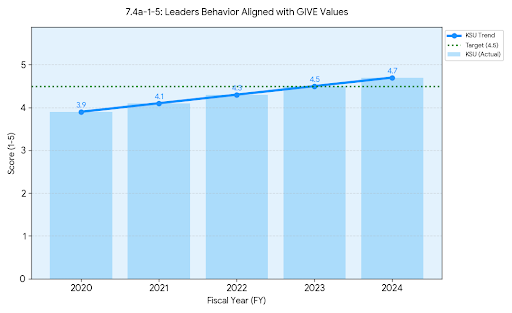 7.4a-1-5: Leaders Behavior Aligned with GIVE Values
KSU Trend
Target (4.5)
KSU (Actual)
Score (1-5)
5
4
3
2
1
0
3.9
4.1
4.3
4.5
4.7
2020
2021
2022
2023
2024
Fiscal Year (FY)